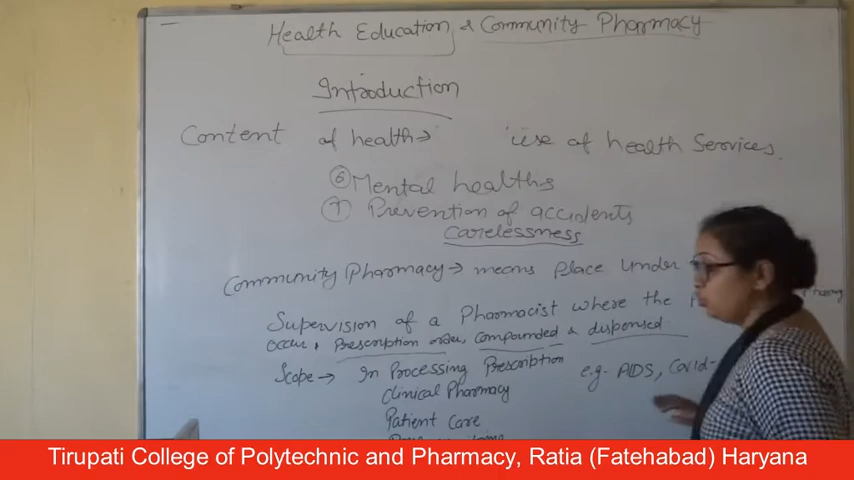 Health Education & Community Pharmacy
Introduction
Content of health → use of health Services.
⑥ Mental healths
⑦ Prevention of accidents
carelessness
Community Pharmacy → means place under
Supervision of a Pharmacist where the
occur, Prescription order, compounded & dispensed
Scope → In Processing Prescription e.g. AIDS, Covid-
Clinical Pharmacy
Patient Care
Tirupati College of Polytechnic and Pharmacy, Ratia (Fatehabad) Haryana